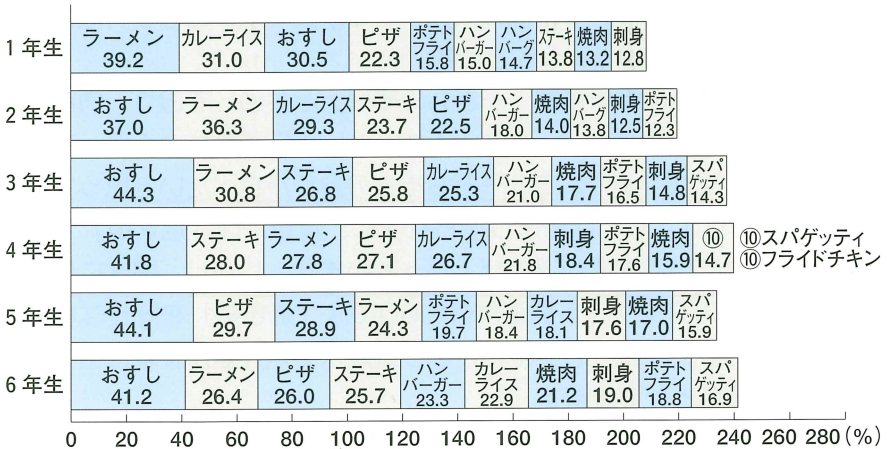 1年生
ラーメン 39.2
カレーライス 31.0
おすし 30.5
ピザ 22.3
ポテトフライ 15.8
ハンバーガー 15.0
ハンバーグ 14.7
ステーキ 13.8
焼肉 13.2
刺身 12.8
2年生
おすし 37.0
ラーメン 36.3
カレーライス 29.3
ステーキ 23.7
ピザ 22.5
ハンバーガー 18.0
焼肉 14.0
ハンバーグ 13.8
刺身 12.5
ポテトフライ 12.3
3年生
おすし 44.3
ラーメン 30.8
ステーキ 26.8
ピザ 25.8
カレーライス 25.3
ハンバーガー 21.0
焼肉 17.7
ポテトフライ 16.5
刺身 14.8
スパゲッティ 14.3
4年生
おすし 41.8
ステーキ 28.0
ラーメン 27.8
ピザ 27.1
カレーライス 26.7
ハンバーガー 21.8
刺身 18.4
ポテトフライ 17.6
焼肉 15.9
⑩ 14.7
⑩スパゲッティ
⑩フライドチキン
5年生
おすし 44.1
ピザ 29.7
ステーキ 28.9
ラーメン 24.3
ポテトフライ 19.7
ハンバーガー 18.4
カレーライス 18.1
刺身 17.6
焼肉 17.0
スパゲッティ 15.9
6年生
おすし 41.2
ラーメン 26.4
ピザ 26.0
ステーキ 25.7
ハンバーガー 23.3
カレーライス 22.9
焼肉 21.2
刺身 19.0
ポテトフライ 18.8
スパゲッティ 16.9
0 20 40 60 80 100 120 140 160 180 200 220 240 260 280 (%)